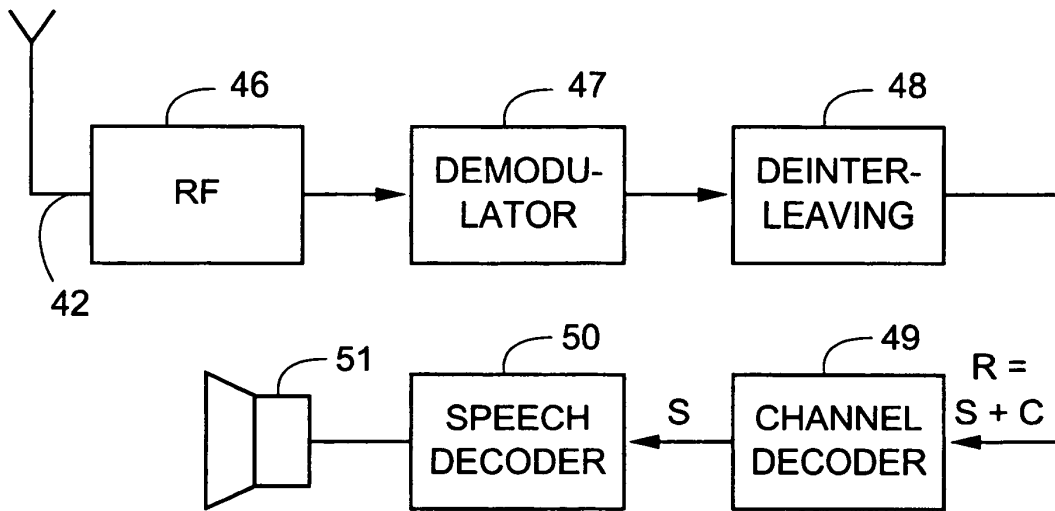 46
47
48
RF
DEMODU-
LATOR
DEINTER-
LEAVING
42
51
50
49
SPEECH
DECODER
S
CHANNEL
DECODER
R =
S + C